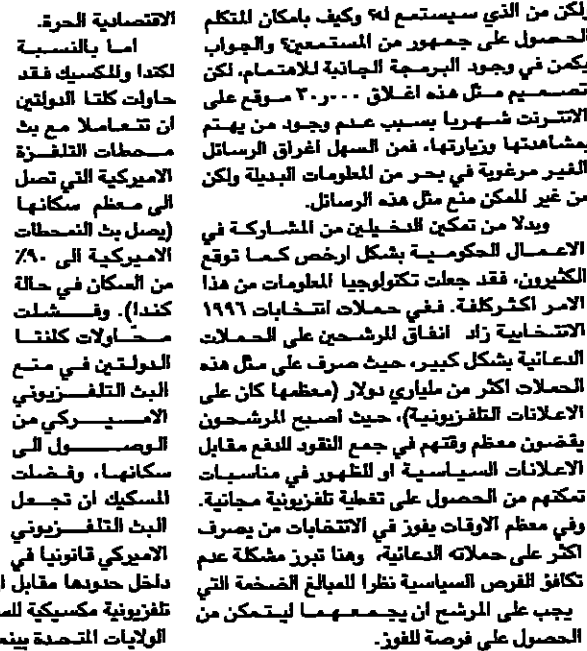 ولكن من الذي سيستمع له؟ وكيف بامكان المتكلم
الحصول على جمهور من المستمعين؟ والجواب
يكمن في وجود البرمجة الجاذبة للاهتمام، لكن
تصميم مثل هذه اغلاق ٣٠ر٠٠٠ موقع على
الانترنت شهريا بسبب عدم وجود من يهتم
بمشاهدتها وزيارتها، فمن السهل اغراق الرسائل
الغير مرغوبة في بحر من المعلومات البديلة ولكن
من غير الممكن منع مثل هذه الرسائل.
وبدلا من تمكين الدخيلين من المشاركة في
الاعمال الحكومية بشكل ارخص كما توقع
الكثيرون، فقد جعلت تكنولوجيا المعلومات من هذا
الامر اكثركلفة. ففي حملات انتخابات ١٩٩٦
الانتخابية زاد انفاق المرشحين على الحملات
الدعائية بشكل كبير، حيث صرف على مثل هذه
الحملات اكثر من ملياري دولار (معظمها كان على
الاعلانات التلفزيونية)، حيث اصبح المرشحون
يقضون معظم وقتهم في جمع النقود للدفع مقابل
الاعلانات السياسية او للظهور في مناسبات
تمكنهم من الحصول على تغطية تلفزيونية مجانية.
وفي معظم الاوقات يفوز في الانتخابات من يصرف
اكثر على حملاته الدعائية، وهنا تبرز مشكلة عدم
تكافؤ الفرص السياسية نظرا للمبالغ الضخمة التي
يجب على المرشح ان يجمعهما ليتمكن من
الحصول على فرصة للفوز.
الاقتصادية الحرة.
اما بالنسبة
لكندا وللكسيك فقد
حاولت كلتا الدولتين
ان تتعاملا مع بث
محطات التلفزة
الاميركية التي تصل
الى معظم سكانها
(يصل بث المحطات
الاميركية الى ٩٠٪
من السكان في حالة
كندا). وفشلت
محاولات كلتا
الدولتين في منع
البث التلفزيوني
الاميركي من
الوصول الى
سكانها، وفضلت
المسكيك ان تجعل
البث التلفزيوني
الاميركي قانونيا في
داخل حدودها مقابل
تلفزيونية مكسيكية
الولايات المتحدة